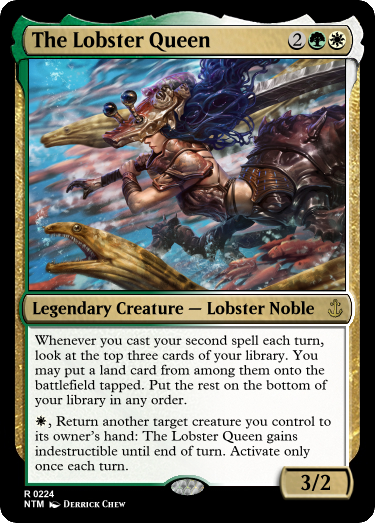 The Lobster Queen 2
Legendary Creature — Lobster Noble
Whenever you cast your second spell each turn,
look at the top three cards of your library. You
may put a land card from among them onto the
battlefield tapped. Put the rest on the bottom of
your library in any order.
, Return another target creature you control to
its owner's hand: The Lobster Queen gains
indestructible until end of turn. Activate only
once each turn.
3/2
R 0224
NTM Derrick Chew